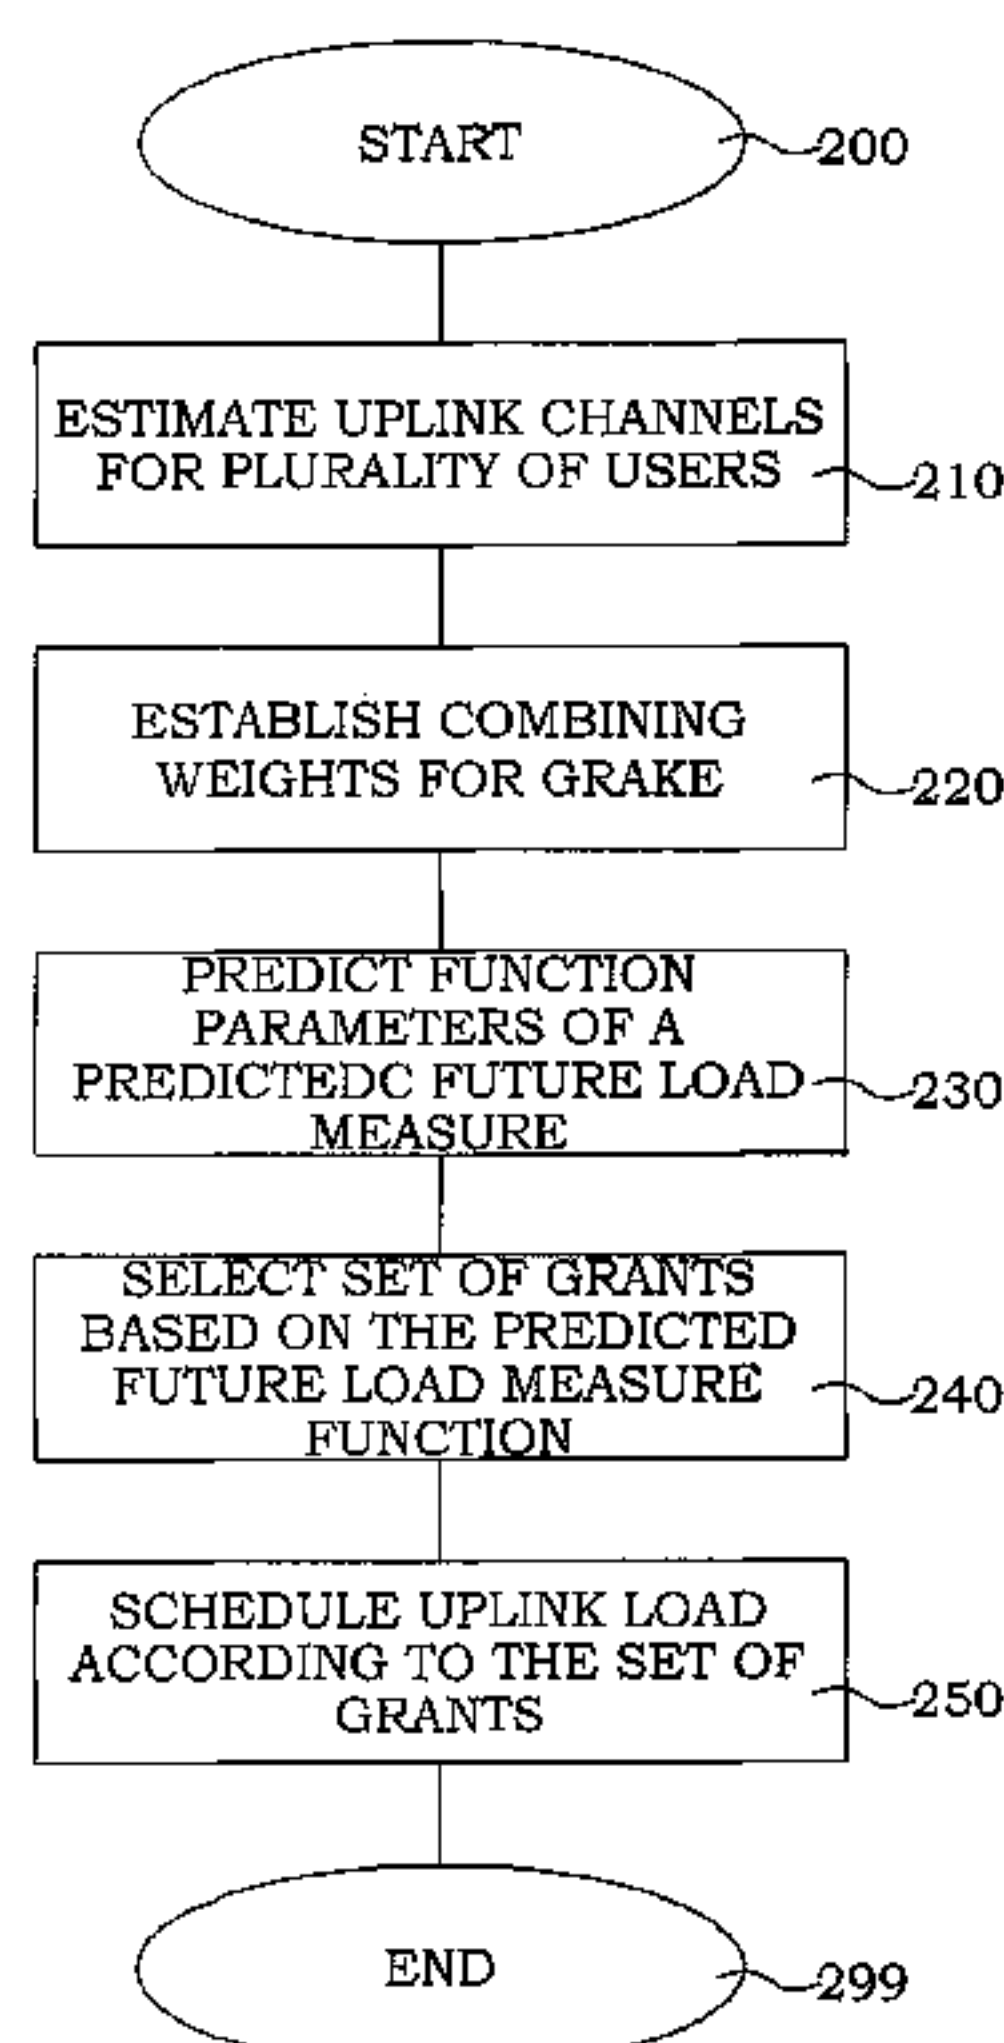 START
200
ESTIMATE UPLINK CHANNELS
FOR PLURALITY OF USERS
210
ESTABLISH COMBINING
WEIGHTS FOR GRAKE
220
PREDICT FUNCTION
PARAMETERS OF A
PREDICTEDC FUTURE LOAD
MEASURE
230
SELECT SET OF GRANTS
BASED ON THE PREDICTED
FUTURE LOAD MEASURE
FUNCTION
240
SCHEDULE UPLINK LOAD
ACCORDING TO THE SET OF
GRANTS
250
END
299